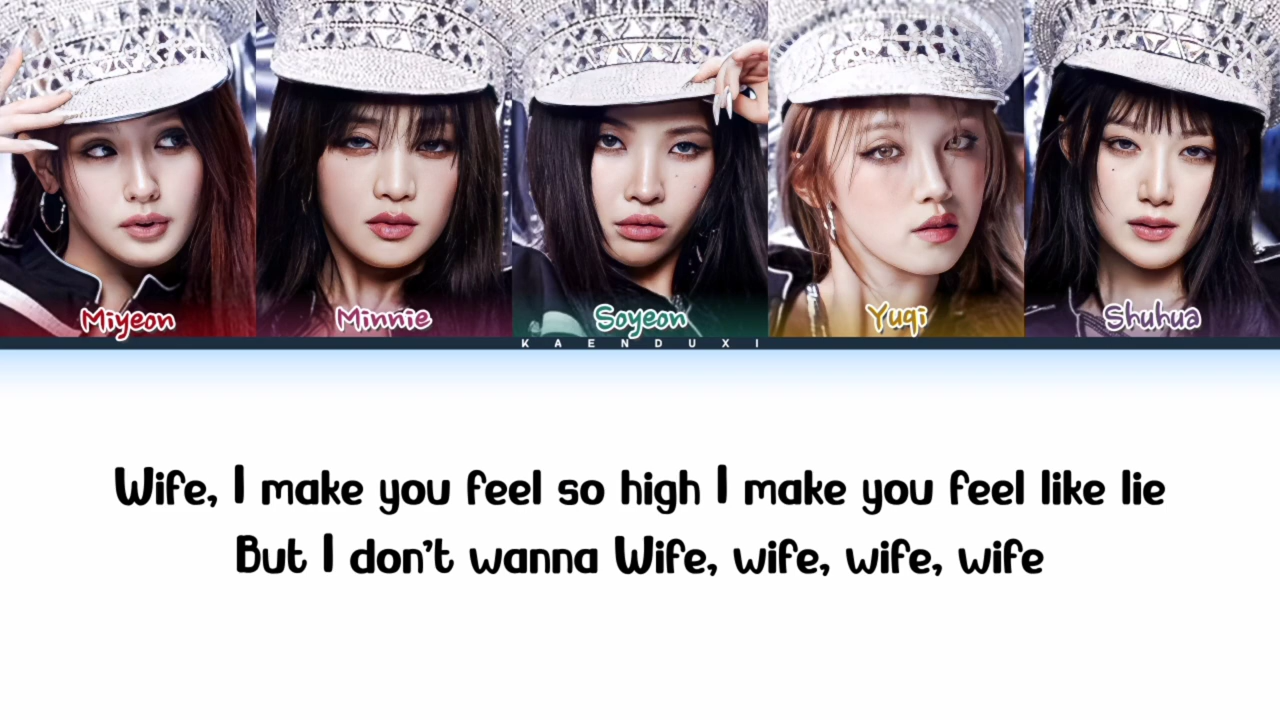 Miyeon Minnie Soyeon Yuqi Shuhua
KAENDUXI
Wife, I make you feel so high I make you feel like lie
But I don't wanna Wife, wife, wife, wife